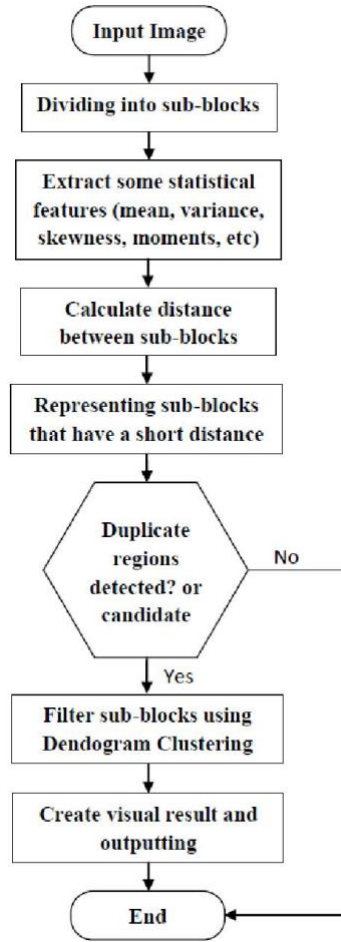 Input Image
Dividing into sub-blocks
Extract some statistical
features (mean, variance,
skewness, moments, etc)
Calculate distance
between sub-blocks
Representing sub-blocks
that have a short distance
Duplicate
regions
detected? or
candidate
No
Yes
Filter sub-blocks using
Dendogram Clustering
Create visual result and
outputting
End